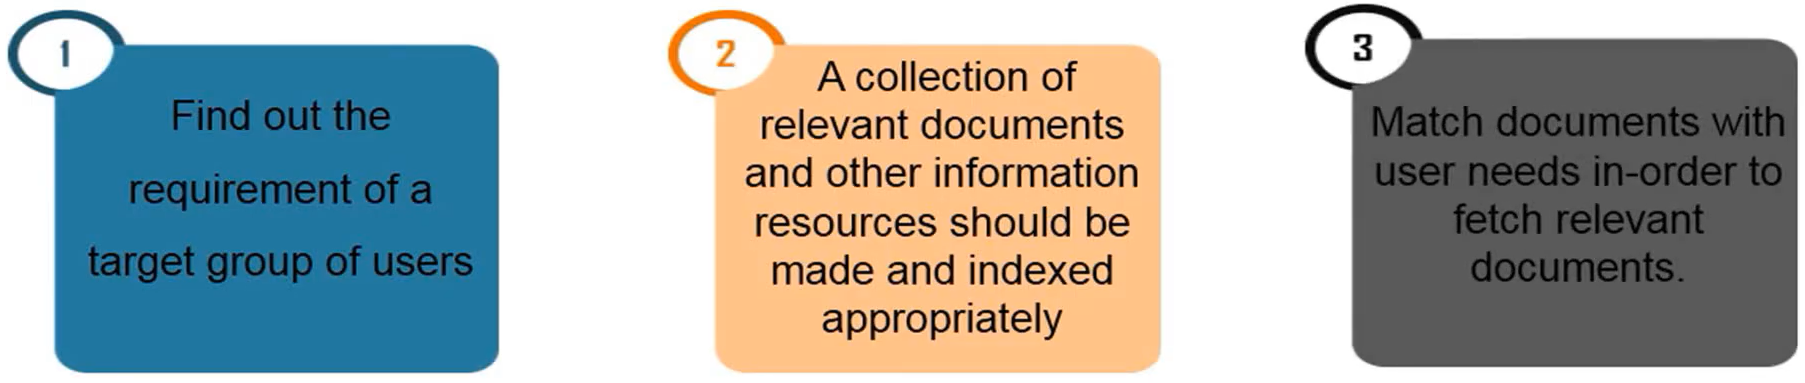 1
Find out the
requirement of a
target group of users
2
A collection of
relevant documents
and other information
resources should be
made and indexed
appropriately
3
Match documents with
user needs in-order to
fetch relevant
documents.